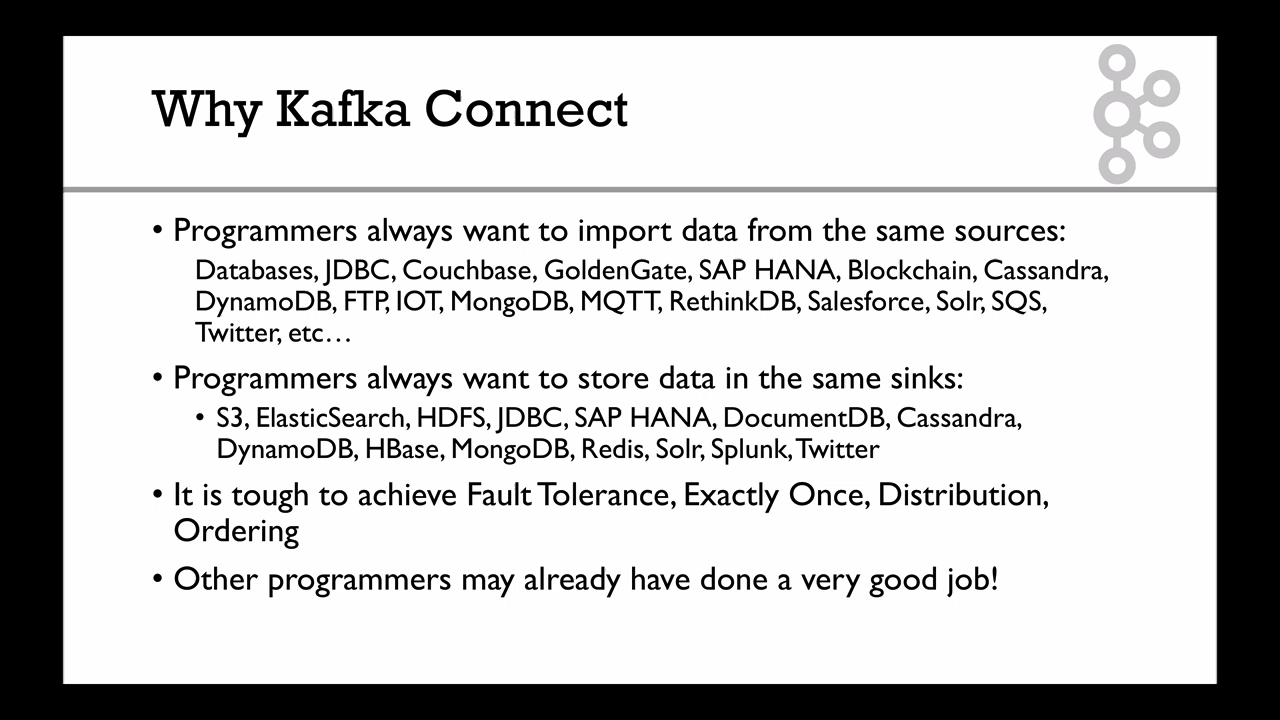 Why Kafka Connect
• Programmers always want to import data from the same sources:
Databases, JDBC, Couchbase, GoldenGate, SAP HANA, Blockchain, Cassandra,
DynamoDB, FTP, IOT, MongoDB, MQTT, RethinkDB, Salesforce, Solr, SQS,
Twitter, etc…
• Programmers always want to store data in the same sinks:
• S3, ElasticSearch, HDFS, JDBC, SAP HANA, DocumentDB, Cassandra,
DynamoDB, HBase, MongoDB, Redis, Solr, Splunk, Twitter
• It is tough to achieve Fault Tolerance, Exactly Once, Distribution,
Ordering
• Other programmers may already have done a very good job!